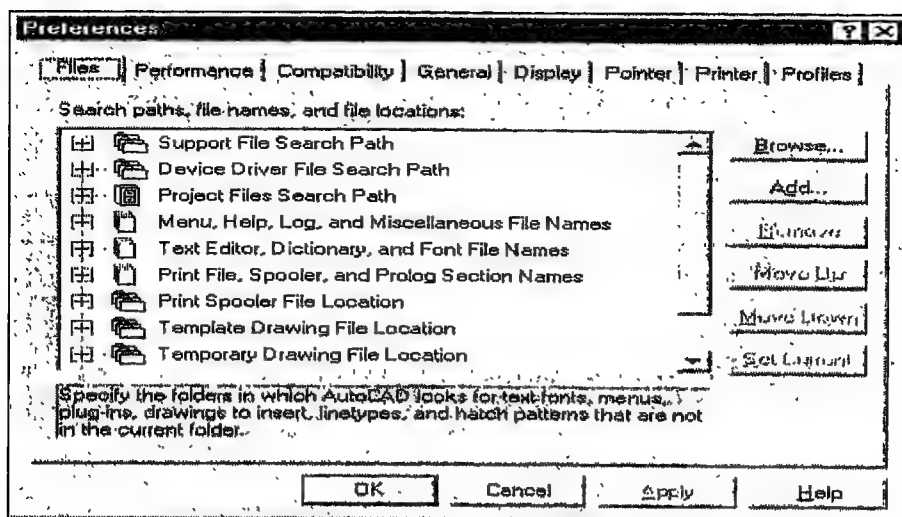 Preferences
Files Performance Compatibility General Display Pointer Printer Profiles
Search paths, file names, and file locations:
Support File Search Path
Device Driver File Search Path
Project Files Search Path
Menu, Help, Log, and Miscellaneous File Names
Text Editor, Dictionary, and Font File Names
Print File, Spooler, and Prolog Section Names
Print Spooler File Location
Template Drawing File Location
Temporary Drawing File Location
Browse...
Add...
Remove
Move Up
Move Down
Set Current
Specify the folders in which AutoCAD looks for text fonts, menus,
plug-ins, drawings to insert, linetypes, and hatch patterns that are not
in the current folder.
OK Cancel Apply Help